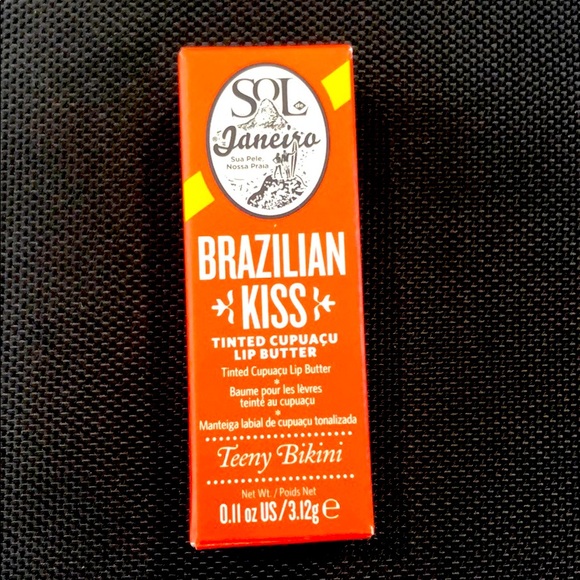 SOL
de
Janeiro
Sua Pele,
Nossa Praia
BRAZILIAN
KISS
TINTED CUPUAÇU
LIP BUTTER
Tinted Cupuaçu Lip Butter
Baume pour les lèvres
teinté au cupuaçu
Manteiga labial de cupuaçu tonalizada
Teeny Bikini
Net Wt. / Poids Net
0.11 oz US/3.12g e